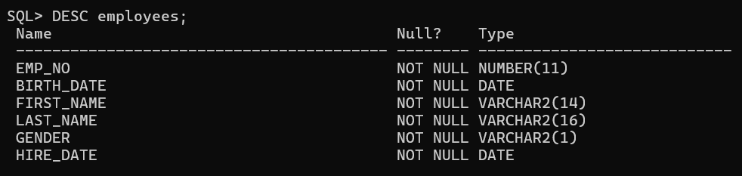 SQL> DESC employees;
Name Null? Type
----------------------------------------- -------- ----------------------------
EMP_NO NOT NULL NUMBER(11)
BIRTH_DATE NOT NULL DATE
FIRST_NAME NOT NULL VARCHAR2(14)
LAST_NAME NOT NULL VARCHAR2(16)
GENDER NOT NULL VARCHAR2(1)
HIRE_DATE NOT NULL DATE